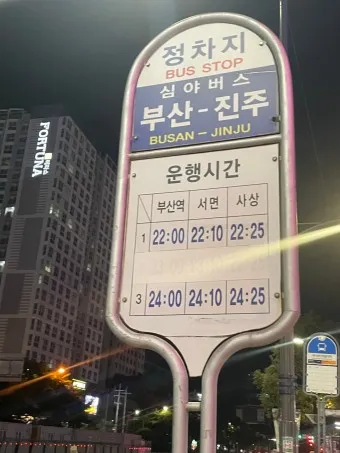 정차지
BUS STOP
심야버스
부산-진주
BUSAN – JINJU
운행시간
부산역 서면 사상
1 22:00 22:10 22:25
3 24:00 24:10 24:25
FORTUNA